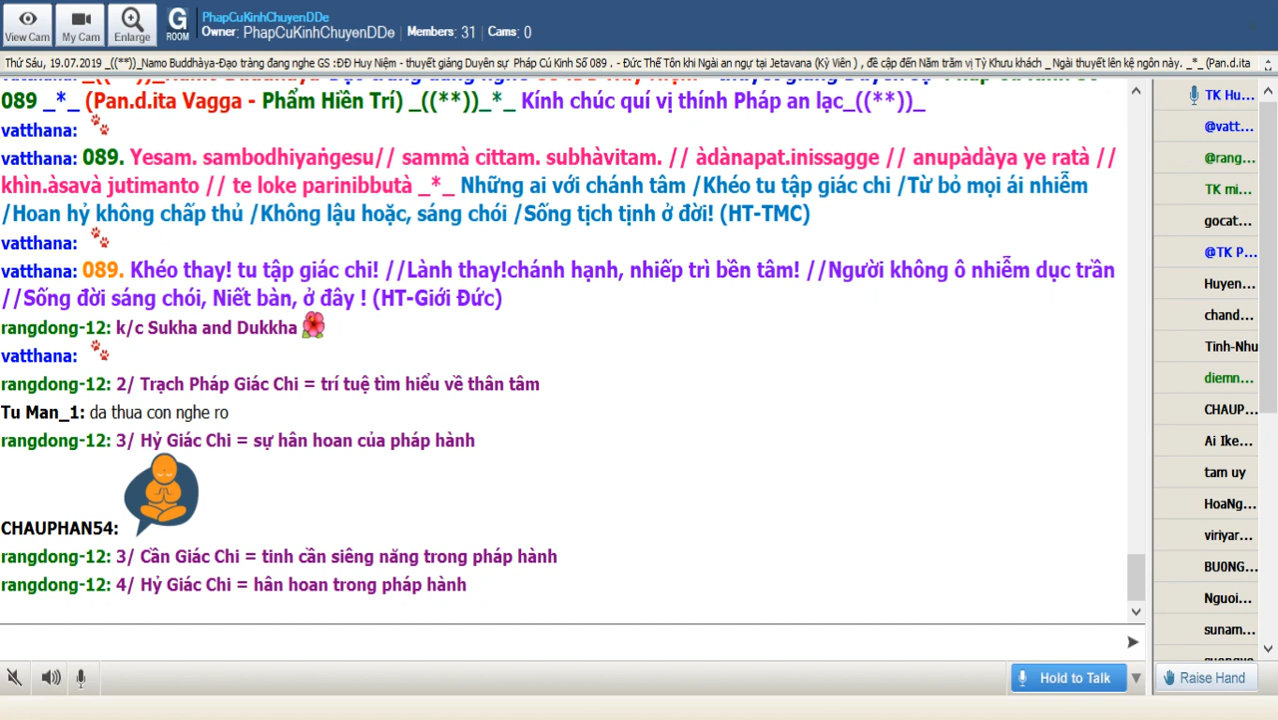 PhapCuKinhChuyenDDe
Owner: PhapCuKinhChuyenDDe Members: 31 Cams: 0
View Cam
My Cam
Enlarge
G
ROOM
Thứ Sáu, 19.07.2019 _((**))_Namo Buddhàya-Đạo tràng đang nghe GS :ĐĐ Huy Niệm - thuyết giảng Duyên sự Pháp Cú Kinh Số 089 . - Đức Thế Tôn khi Ngài an ngự tại Jetavana (Kỳ Viên ) , đề cập đến Năm trăm vị Tỳ Khưu khách _ Ngài thuyết lên kệ ngôn này. _*_ (Pan.d.ita
089 _*_ (Pan.d.ita Vagga - Phẩm Hiền Trí) _((**))_*_ Kính chúc quí vị thính Pháp an lạc_((**))_
vatthana:
vatthana: 089. Yesam. sambodhiyaṅgesu// sammà cittam. subhàvitam. // àdànapat.inissagge // anupàdàya ye ratà //
khìn.àsavà jutimanto // te loke parinibbutà _*_ Những ai với chánh tâm /Khéo tu tập giác chi /Từ bỏ mọi ái nhiễm
/Hoan hỷ không chấp thủ /Không lậu hoặc, sáng chói /Sống tịch tịnh ở đời! (HT-TMC)
vatthana:
vatthana: 089. Khéo thay! tu tập giác chi! //Lành thay!chánh hạnh, nhiếp trì bền tâm! //Người không ô nhiễm dục trần
//Sống đời sáng chói, Niết bàn, ở đây ! (HT-Giới Đức)
rangdong-12: k/c Sukha and Dukkha
vatthana:
rangdong-12: 2/ Trạch Pháp Giác Chi = trí tuệ tìm hiểu về thân tâm
Tu Man_1: da thua con nghe ro
rangdong-12: 3/ Hỷ Giác Chi = sự hân hoan của pháp hành
CHAUPHAN54:
rangdong-12: 3/ Cần Giác Chi = tinh cần siêng năng trong pháp hành
rangdong-12: 4/ Hỷ Giác Chi = hân hoan trong pháp hành
TK Hu...
@vatt...
@rang...
TK mi...
gocat...
@TK P...
Huyen...
chand...
Tinh-Nhu
diemn...
CHAUP...
Ai Ike...
tam uy
HoaNg...
viriyar...
BU0NG...
Nguoi...
sunam...
Hold to Talk
Raise Hand